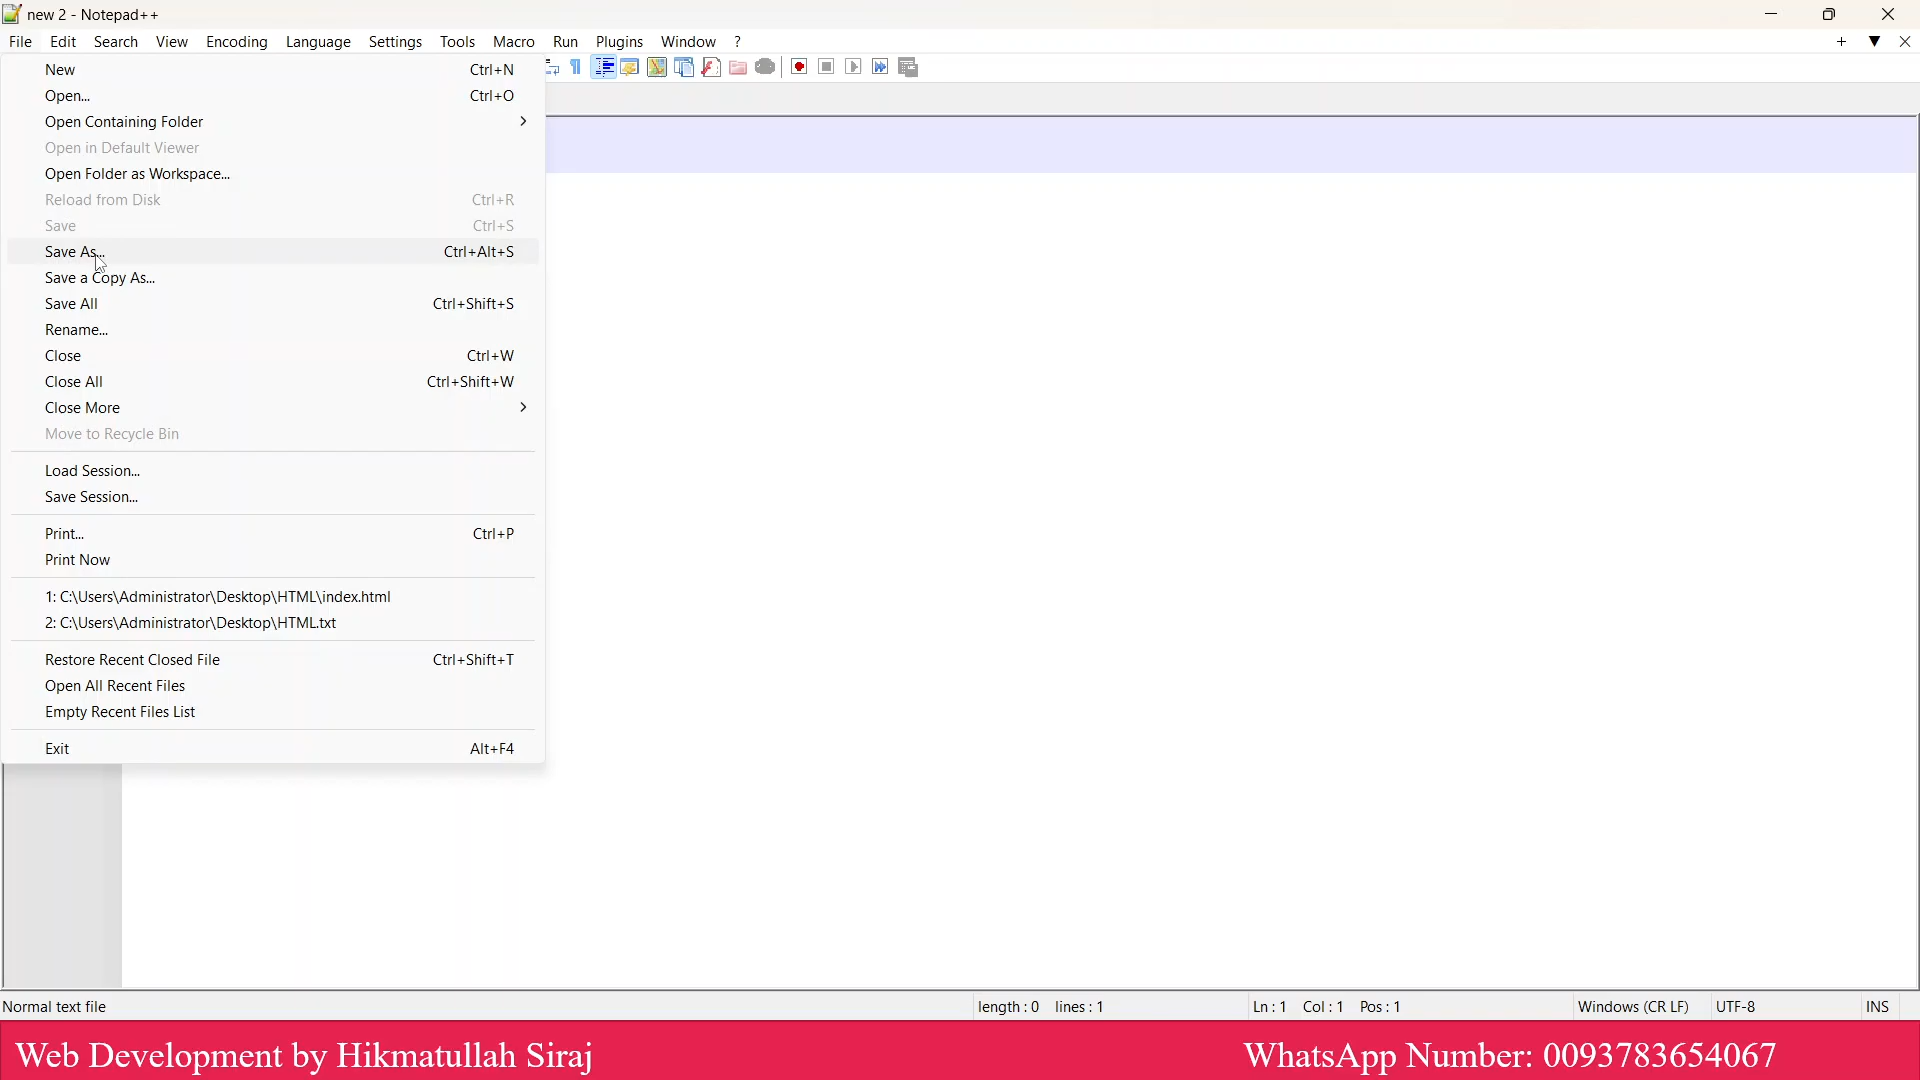 new 2 - Notepad++
File Edit Search View Encoding Language Settings Tools Macro Run Plugins Window ?
New Ctrl+N
Open... Ctrl+O
Open Containing Folder
Open in Default Viewer
Open Folder as Workspace...
Reload from Disk Ctrl+R
Save Ctrl+S
Save As... Ctrl+Alt+S
Save a Copy As...
Save All Ctrl+Shift+S
Rename...
Close Ctrl+W
Close All Ctrl+Shift+W
Close More
Move to Recycle Bin
Load Session...
Save Session...
Print... Ctrl+P
Print Now
1: C:\Users\Administrator\Desktop\HTML\index.html
2: C:\Users\Administrator\Desktop\HTML.txt
Restore Recent Closed File Ctrl+Shift+T
Open All Recent Files
Empty Recent Files List
Exit Alt+F4
Normal text file length : 0 lines : 1 Ln : 1 Col : 1 Pos : 1 Windows (CR LF) UTF-8 INS
Web Development by Hikmatullah Siraj WhatsApp Number: 0093783654067